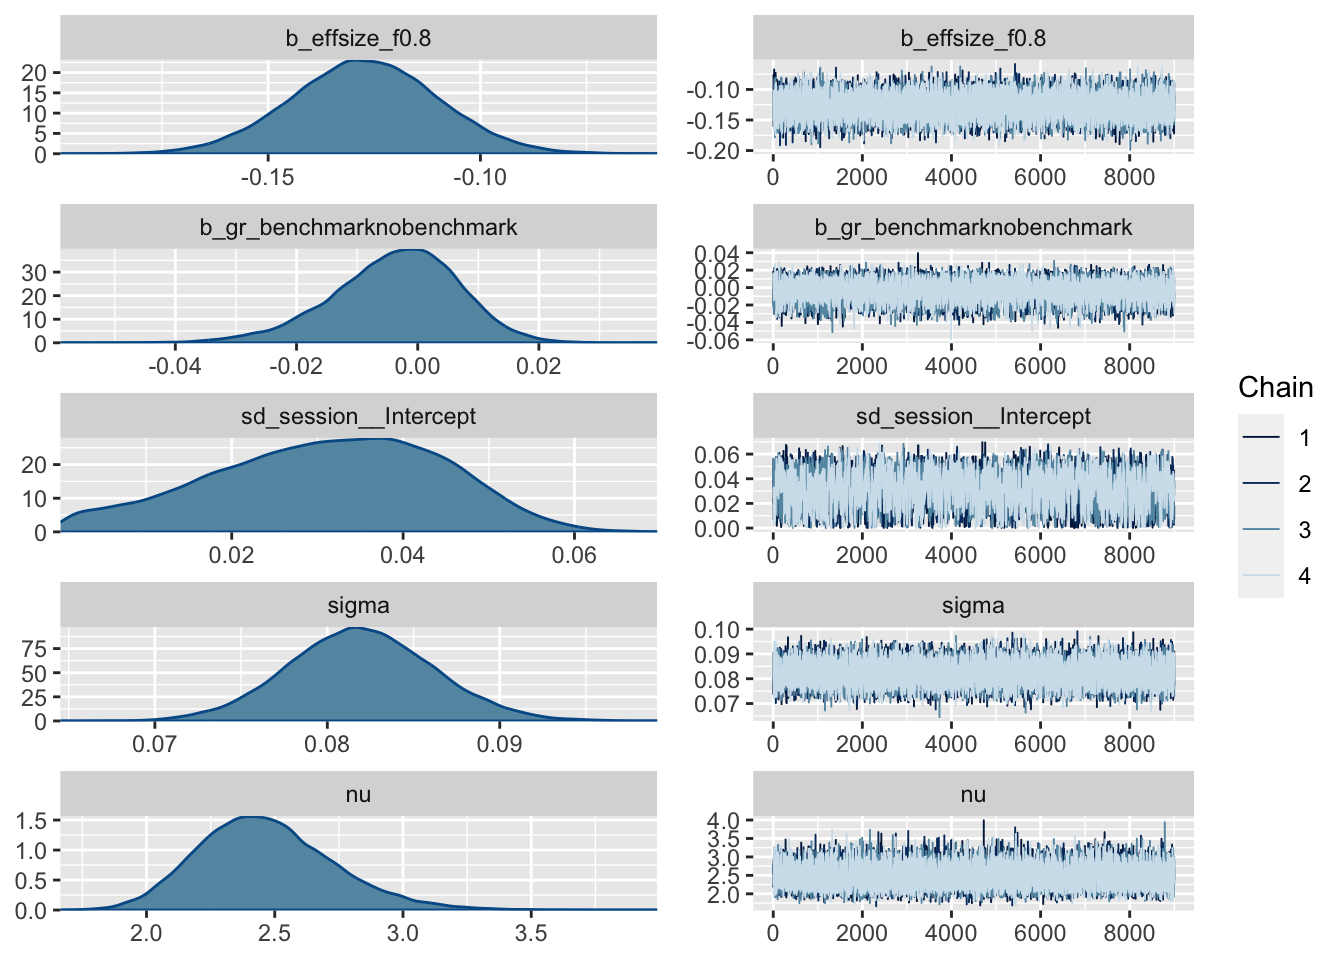 b_effsize_f0.8
20
15
10
5
0
-0.15 -0.10
b_effsize_f0.8
-0.10
-0.15
-0.20
0 2000 4000 6000 8000
b_gr_benchmarknobenchmark
30
20
10
0
-0.04 -0.02 0.00 0.02
b_gr_benchmarknobenchmark
0.04
0.02
0.00
-0.02
-0.04
-0.06
0 2000 4000 6000 8000
sd_session__Intercept
20
10
0
0.02 0.04 0.06
sd_session__Intercept
0.06
0.04
0.02
0.00
0 2000 4000 6000 8000
sigma
75
50
25
0
0.07 0.08 0.09
sigma
0.10
0.09
0.08
0.07
0 2000 4000 6000 8000
nu
1.5
1.0
0.5
0.0
2.0 2.5 3.0 3.5
nu
4.0
3.5
3.0
2.5
2.0
0 2000 4000 6000 8000
Chain
1
2
3
4